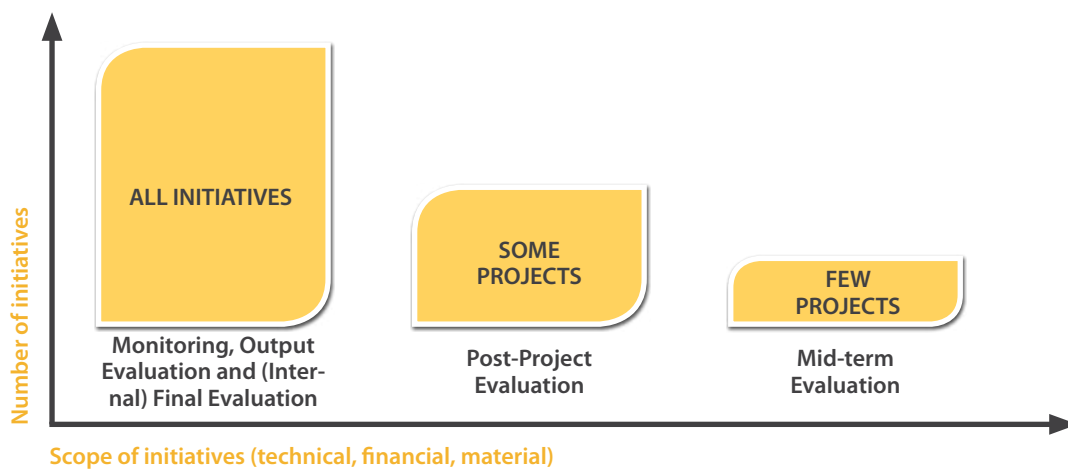 Number of initiatives
ALL INITIATIVES
SOME
PROJECTS
FEW
PROJECTS
Monitoring, Output
Evaluation and (Inter-
nal) Final Evaluation
Post-Project
Evaluation
Mid-term
Evaluation
Scope of initiatives (technical, financial, material)